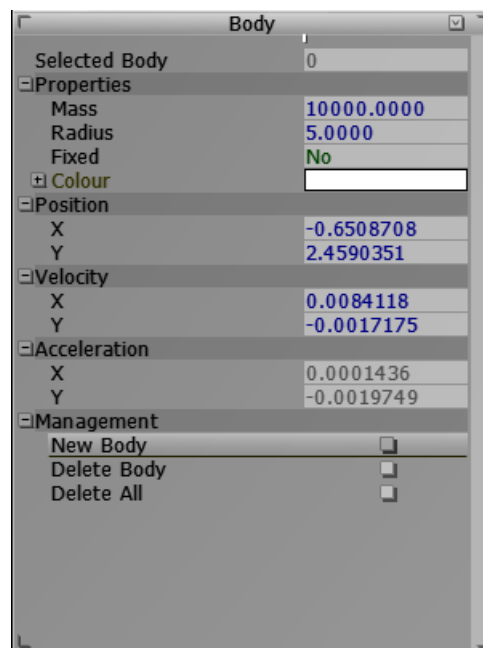 Body
Selected Body 0
Properties
Mass 10000.0000
Radius 5.0000
Fixed No
Colour
Position
X -0.6508708
Y 2.4590351
Velocity
X 0.0084118
Y -0.0017175
Acceleration
X 0.0001436
Y -0.0019749
Management
New Body
Delete Body
Delete All